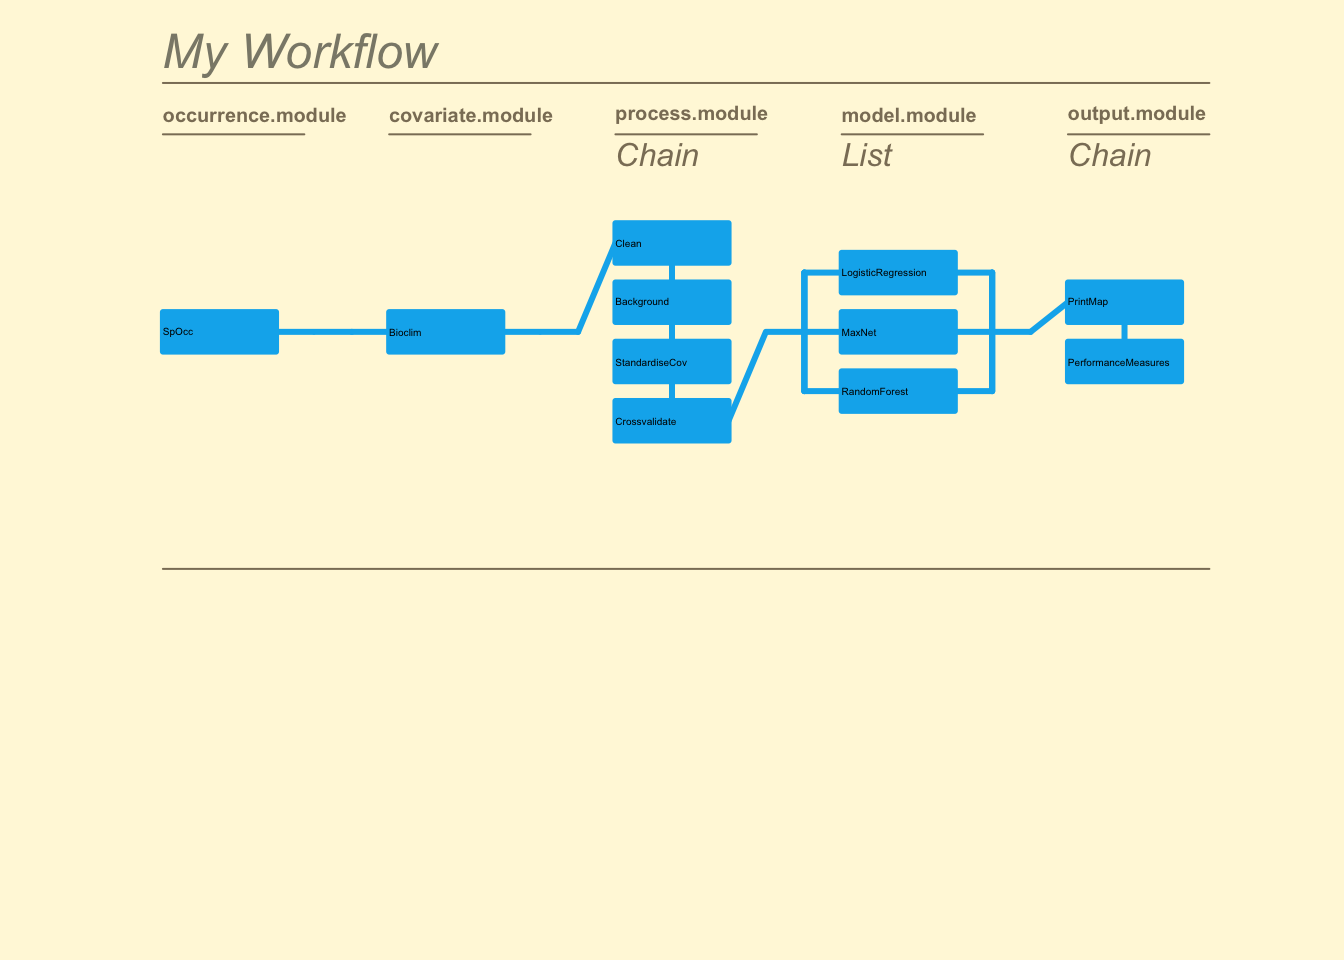 My Workflow
occurrence.module
covariate.module
process.module
model.module
output.module
Chain
List
Chain
SpOcc
Bioclim
Clean
Background
StandardiseCov
Crossvalidate
LogisticRegression
MaxNet
RandomForest
PrintMap
PerformanceMeasures